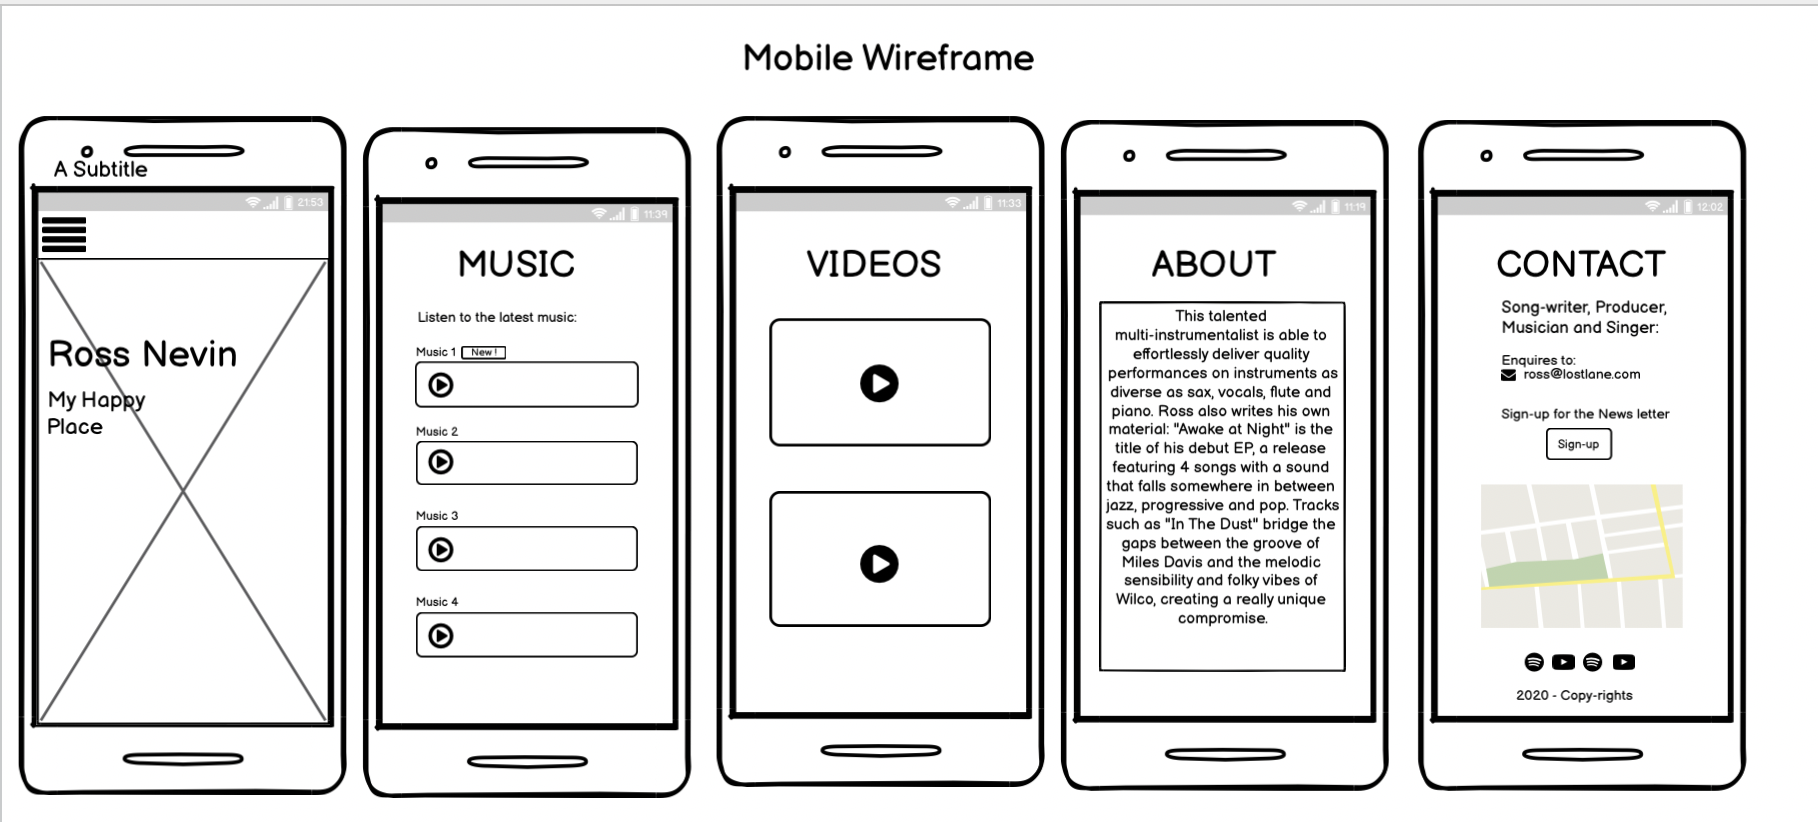 Mobile Wireframe
A Subtitle
21:53
Ross Nevin
My Happy
Place
11:39
MUSIC
Listen to the latest music:
Music 1 New !
Music 2
Music 3
Music 4
11:33
VIDEOS
11:19
ABOUT
This talented
multi-instrumentalist is able to
effortlessly deliver quality
performances on instruments as
diverse as sax, vocals, flute and
piano. Ross also writes his own
material: "Awake at Night" is the
title of his debut EP, a release
featuring 4 songs with a sound
that falls somewhere in between
jazz, progressive and pop. Tracks
such as "In The Dust" bridge the
gaps between the groove of
Miles Davis and the melodic
sensibility and folky vibes of
Wilco, creating a really unique
compromise.
12:02
CONTACT
Song-writer, Producer,
Musician and Singer:
Enquires to:
ross@lostlane.com
Sign-up for the News letter
Sign-up
2020 - Copy-rights